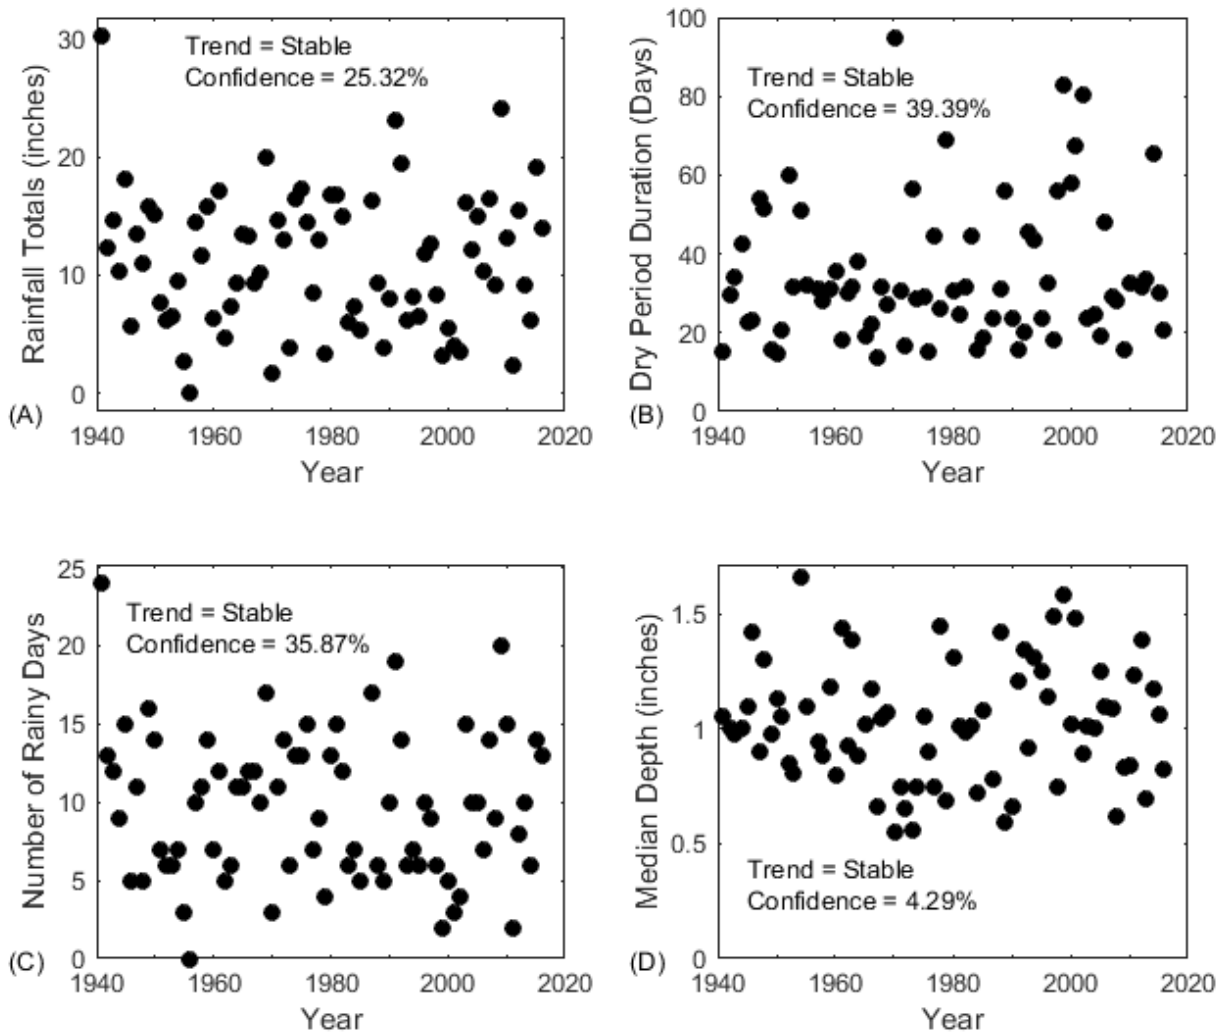 30
20
10
0
Rainfall Totals (inches)
Trend = Stable
Confidence = 25.32%
(A)
1940 1960 1980 2000 2020
Year
100
80
60
40
20
0
Dry Period Duration (Days)
Trend = Stable
Confidence = 39.39%
(B)
1940 1960 1980 2000 2020
Year
25
20
15
10
5
0
Number of Rainy Days
Trend = Stable
Confidence = 35.87%
(C)
1940 1960 1980 2000 2020
Year
1.5
1
0.5
0
Median Depth (inches)
Trend = Stable
Confidence = 4.29%
(D)
1940 1960 1980 2000 2020
Year